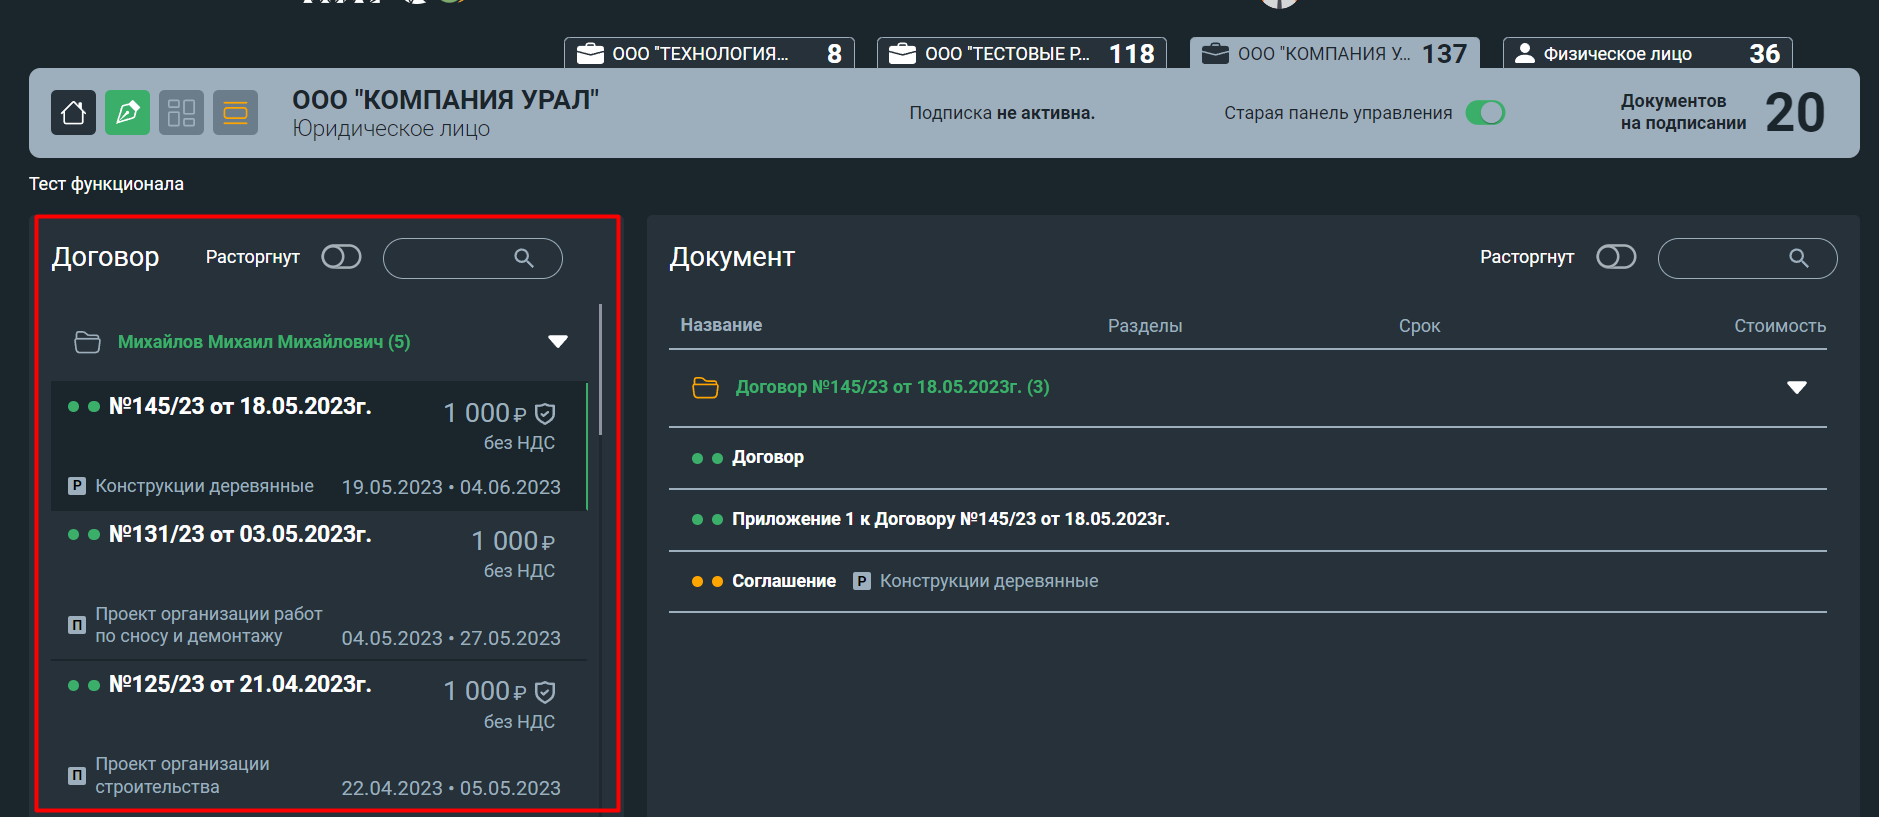 ООО "ТЕХНОЛОГИЯ... 8
ООО "ТЕСТОВЫЕ Р... 118
ООО "КОМПАНИЯ У... 137
Физическое лицо 36
ООО "КОМПАНИЯ УРАЛ"
Юридическое лицо
Подписка не активна.
Старая панель управления
Документов
на подписании
20
Тест функционала
Договор
Расторгнут
Михайлов Михаил Михайлович (5)
№145/23 от 18.05.2023г.
1 000 ₽
без НДС
Р Конструкции деревянные
19.05.2023 • 04.06.2023
№131/23 от 03.05.2023г.
1 000 ₽
без НДС
П Проект организации работ
по сносу и демонтажу
04.05.2023 • 27.05.2023
№125/23 от 21.04.2023г.
1 000 ₽
без НДС
П Проект организации
строительства
22.04.2023 • 05.05.2023
Документ
Расторгнут
Название Разделы Срок Стоимость
Договор №145/23 от 18.05.2023г. (3)
Договор
Приложение 1 к Договору №145/23 от 18.05.2023г.
Соглашение Р Конструкции деревянные